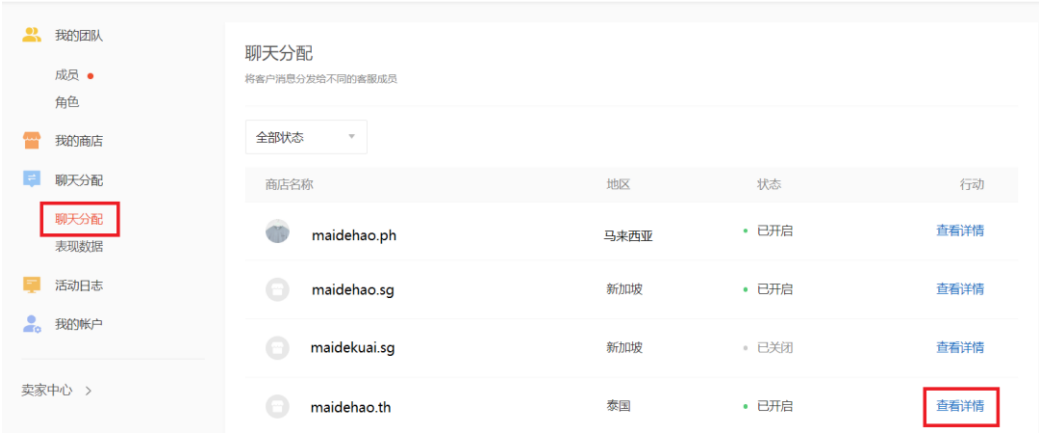 我的团队
成员
角色
我的商店
聊天分配
聊天分配
表现数据
活动日志
我的帐户
卖家中心 >
聊天分配
将客户消息分发给不同的客服成员
全部状态
商店名称 地区 状态 行动
maidehao.ph 马来西亚 已开启 查看详情
maidehao.sg 新加坡 已开启 查看详情
maidekuai.sg 新加坡 已关闭 查看详情
maidehao.th 泰国 已开启 查看详情